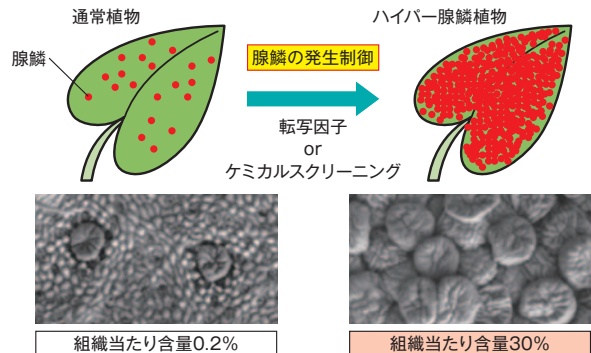 通常植物
ハイパー腺鱗植物
腺鱗
腺鱗の発生制御
転写因子
or
ケミカルスクリーニング
組織当たり含量0.2%
組織当たり含量30%